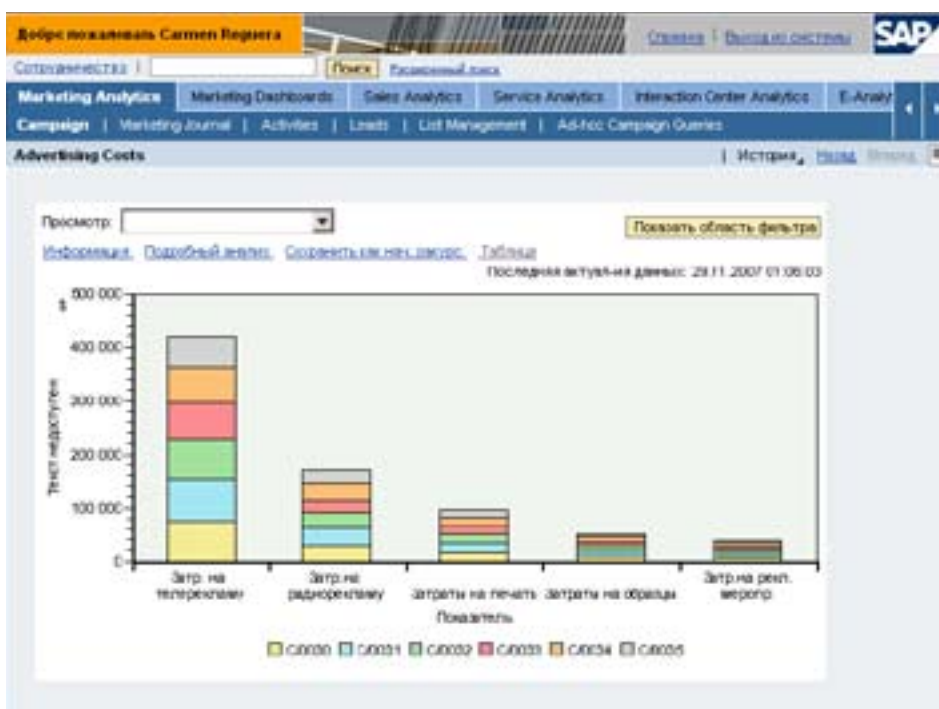 Добро пожаловать Carmen Reguera
Справка | Выход из системы
SAP
Сотрудничество |
Поиск Расширенный поиск
Marketing Analytics Marketing Dashboards Sales Analytics Service Analytics Interaction Center Analytics E-Analy
Campaign | Marketing Journal | Activities | Leads | List Management | Ad-hoc Campaign Queries
Advertising Costs
| История Назад Вперед
Просмотр:
Показать область фильтра
Информация Подробный анализ Сохранить как нач. ракурс. Таблица
Последняя актуал-ия данных: 29.11.2007 01:06:03
500 000
400 000
300 000
200 000
100 000
0
Текст недоступен
Затр. на телерекламу
Затр.на радиорекламу
Затраты на печать
Затраты на образцы
Затр.на рекл. меропр.
Показатель
C/0030 C/0031 C/0032 C/0033 C/0034 C/0035